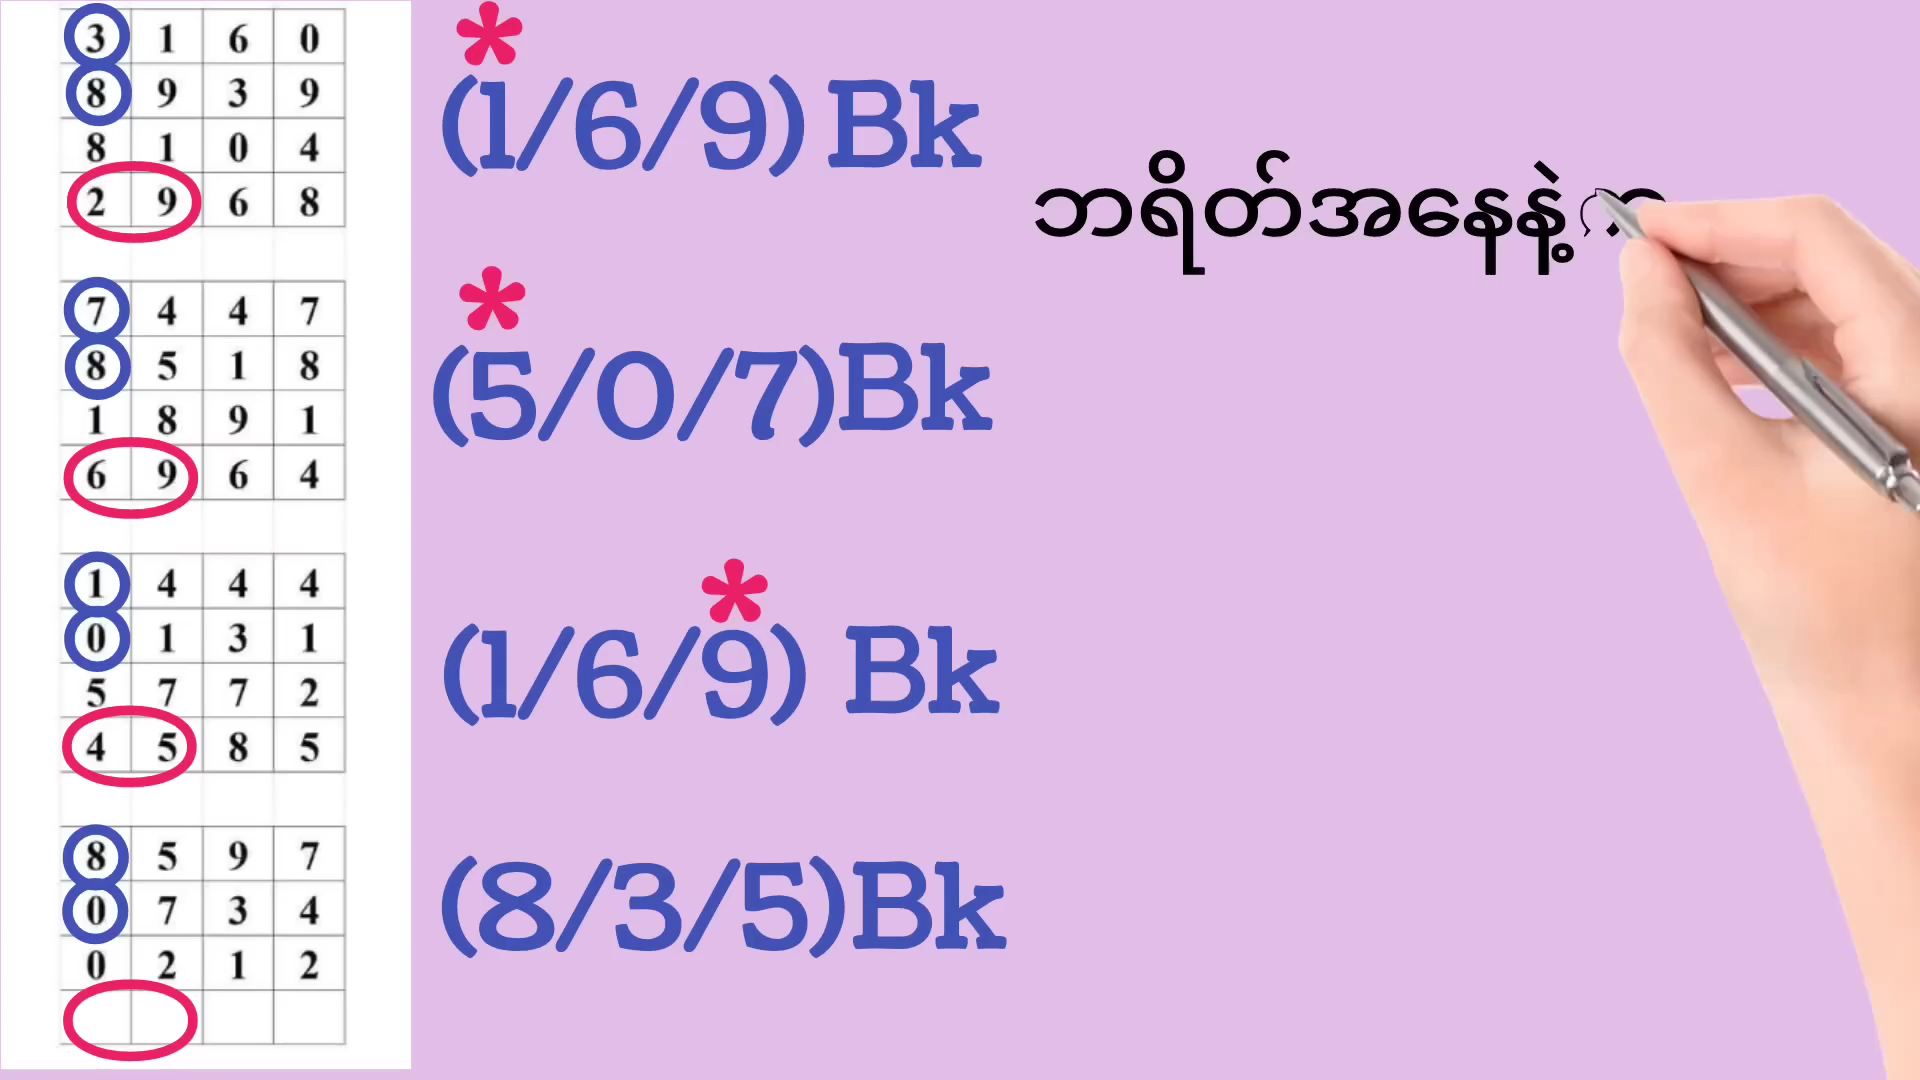 3 1 6 0
8 9 3 9
8 1 0 4
2 9 6 8
7 4 4 7
8 5 1 8
1 8 9 1
6 9 6 4
1 4 4 4
0 1 3 1
5 7 7 2
4 5 8 5
8 5 9 7
0 7 3 4
0 2 1 2
*
(1/6/9) Bk
*
(5/0/7)Bk
*
(1/6/9) Bk
(8/3/5)Bk
ဘရိတ်အနေနဲ့